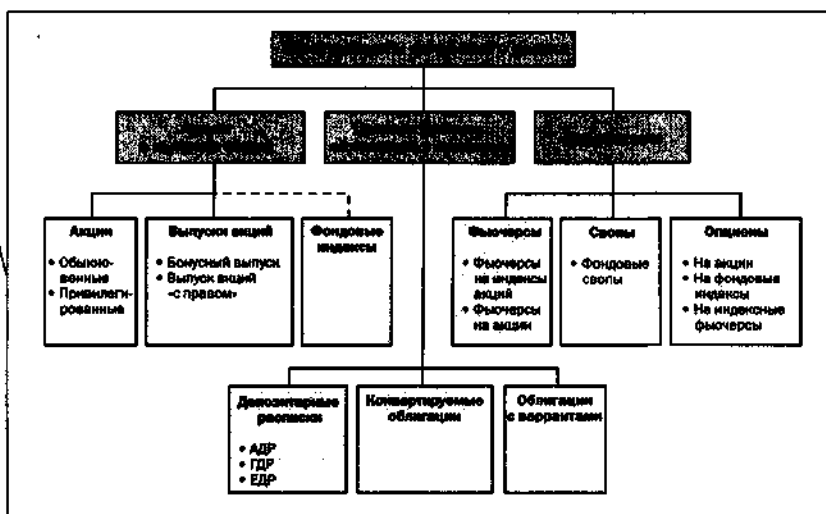 Акции
• Обыкно-
венные
• Привилеги-
рованные
Выпуски акций
• Бонусный выпуск
• Выпуск акций
«с правом»
Фондовые
индексы
Фьючерсы
• Фьючерсы
на индексы
акций
• Фьючерсы
на акции
Свопы
• Фондовые
свопы
Опционы
• На акции
• На фондовые
индексы
• На индексные
фьючерсы
Депозитарные
расписки
• АДР
• ГДР
• ЕДР
Конвертируемые
облигации
Облигации
с варрантами